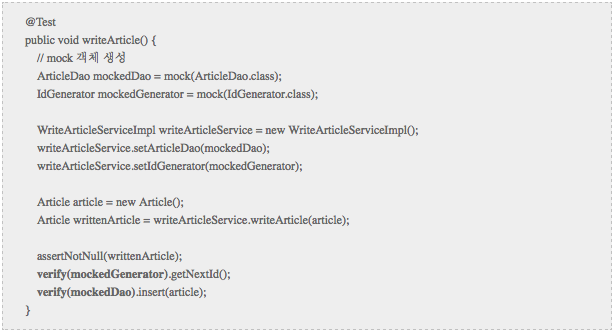 @Test
public void writeArticle() {
// mock 객체 생성
ArticleDao mockedDao = mock(ArticleDao.class);
IdGenerator mockedGenerator = mock(IdGenerator.class);
WriteArticleServiceImpl writeArticleService = new WriteArticleServiceImpl();
writeArticleService.setArticleDao(mockedDao);
writeArticleService.setIdGenerator(mockedGenerator);
Article article = new Article();
Article writtenArticle = writeArticleService.writeArticle(article);
assertNotNull(writtenArticle);
verify(mockedGenerator).getNextId();
verify(mockedDao).insert(article);
}